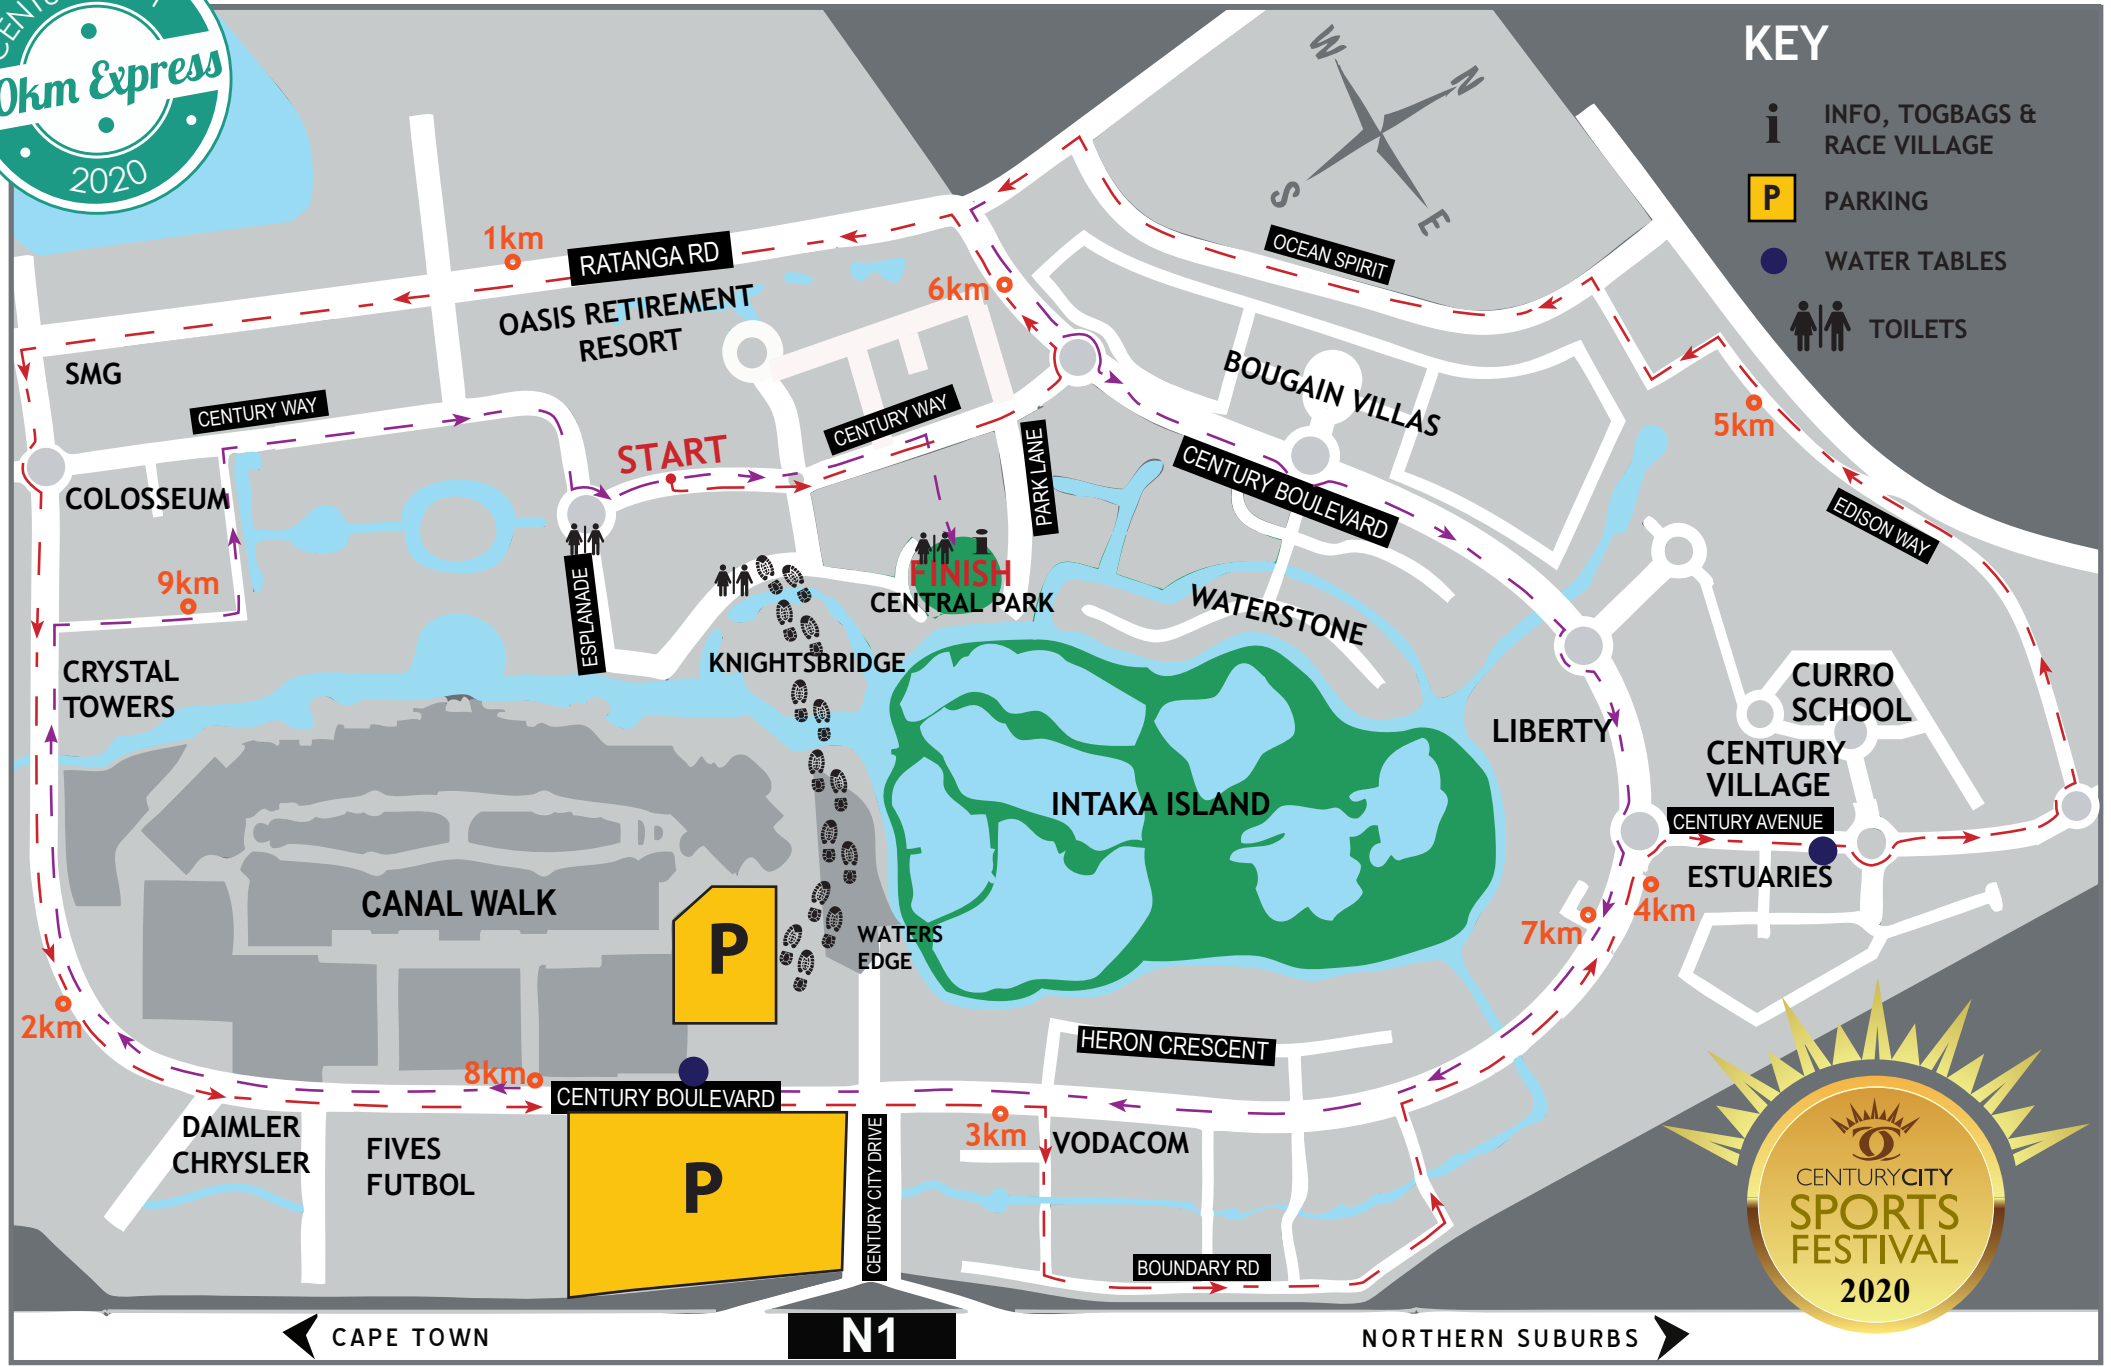 0km Express
2020
KEY
i
INFO, TOGBAGS &
RACE VILLAGE
P
PARKING
WATER TABLES
TOILETS
W
N
S
E
1km
RATANGA RD
OASIS RETIREMENT
RESORT
6km
OCEAN SPIRIT
SMG
CENTURY WAY
START
CENTURY WAY
PARK LANE
BOUGAIN VILLAS
CENTURY BOULEVARD
5km
EDISON WAY
COLOSSEUM
9km
ESPLANADE
FINISH
CENTRAL PARK
WATERSTONE
CRYSTAL
TOWERS
KNIGHTSBRIDGE
CURRO
SCHOOL
LIBERTY
CENTURY
VILLAGE
INTAKA ISLAND
CENTURY AVENUE
ESTUARIES
CANAL WALK
P
WATERS
EDGE
7km
4km
2km
HERON CRESCENT
8km
CENTURY BOULEVARD
3km
VODACOM
DAIMLER
CHRYSLER
FIVES
FUTBOL
P
CENTURY CITY DRIVE
BOUNDARY RD
CENTURYCITY
SPORTS
FESTIVAL
2020
CAPE TOWN
N1
NORTHERN SUBURBS